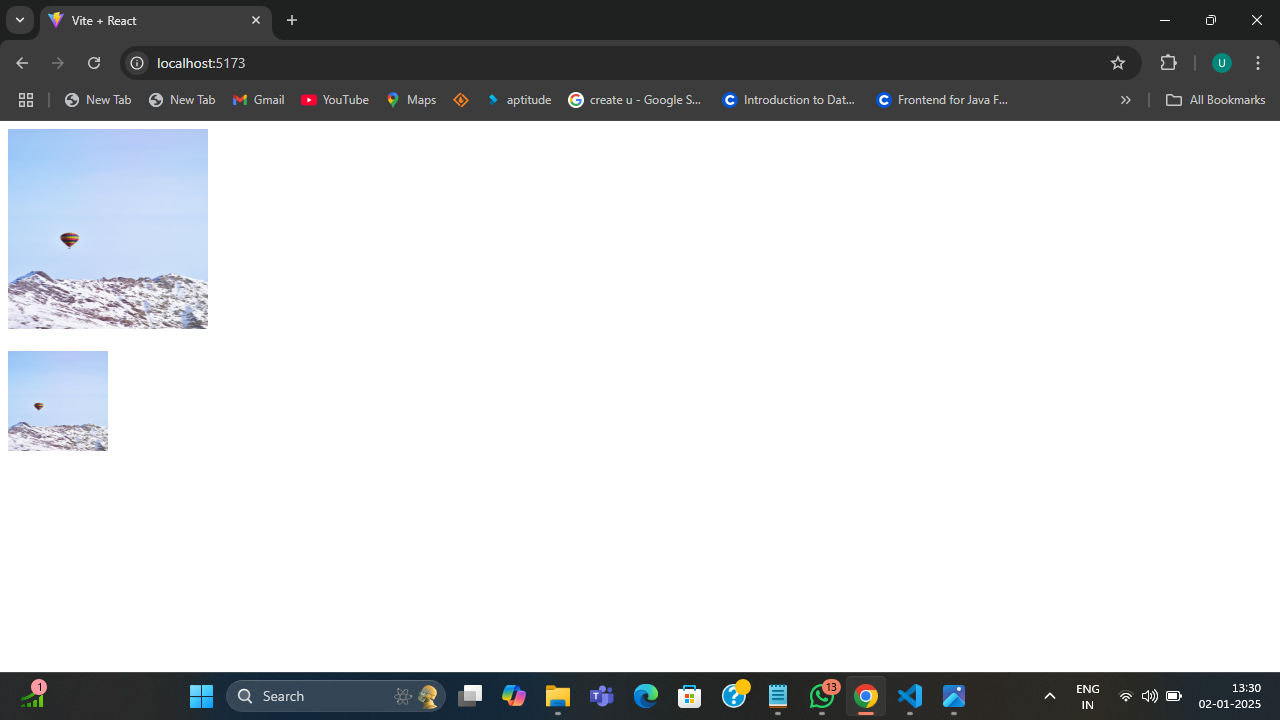 Vite + React
localhost:5173
New Tab New Tab Gmail YouTube Maps aptitude create u - Google S... Introduction to Dat... Frontend for Java F... All Bookmarks
U
1
Search
13
ENG
IN
13:30
02-01-2025